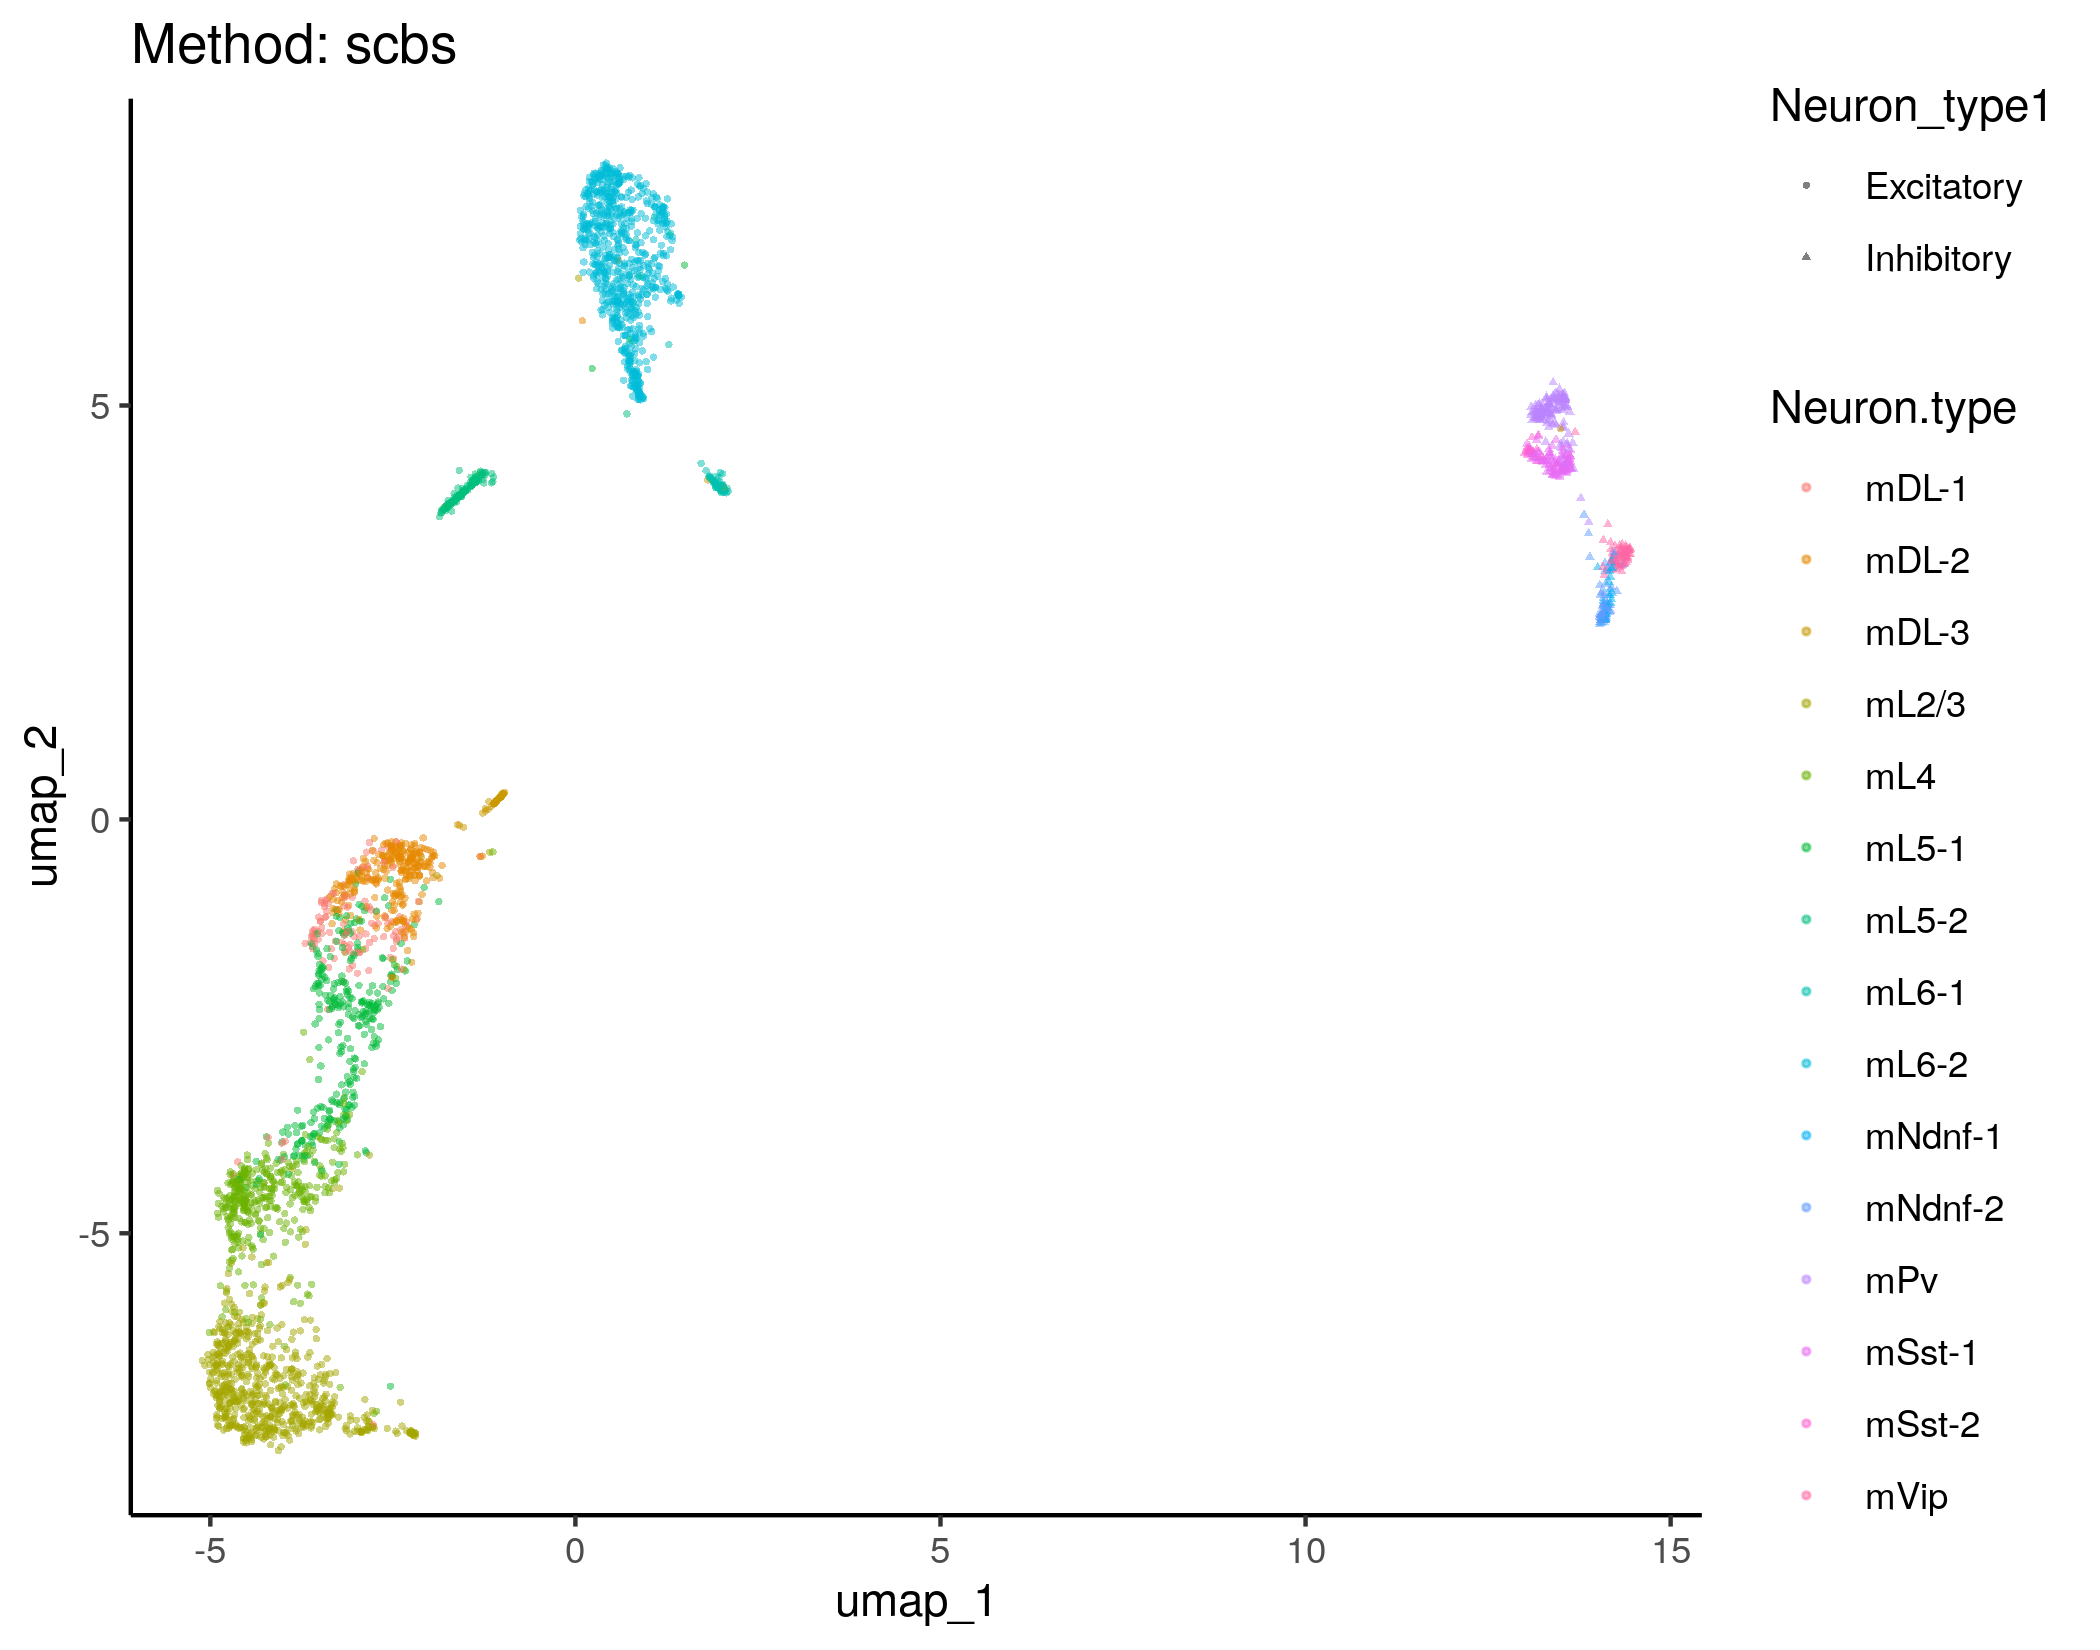 Method: scbs
umap_2
5
0
-5
-5
0
5
10
15
umap_1
Neuron_type1
Excitatory
Inhibitory
Neuron.type
mDL-1
mDL-2
mDL-3
mL2/3
mL4
mL5-1
mL5-2
mL6-1
mL6-2
mNdnf-1
mNdnf-2
mPv
mSst-1
mSst-2
mVip